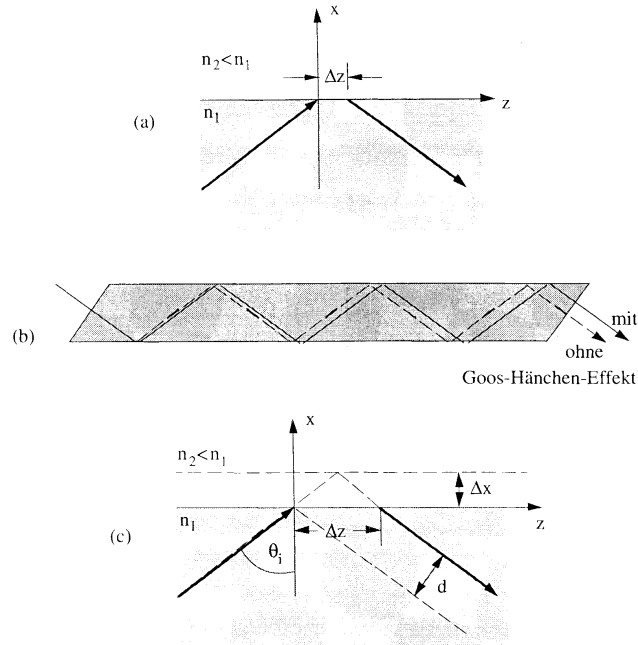 x
n₂<n₁
Δz
z
n₁
(a)
(b)
mit
ohne
Goos-Hänchen-Effekt
x
n₂<n₁
Δx
n₁
z
Δz
θᵢ
d
(c)